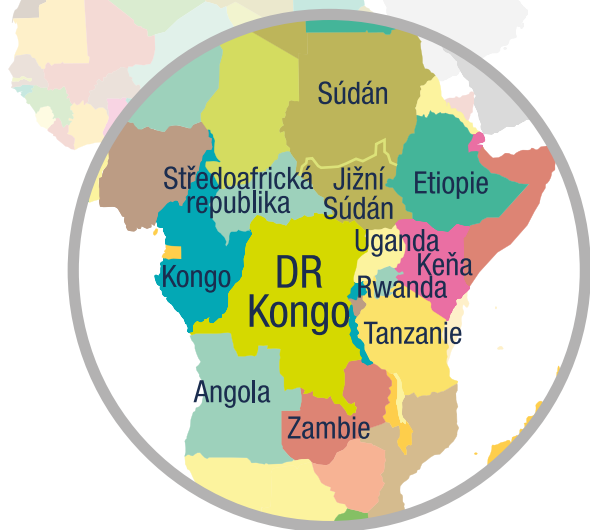 Súdán
Středoafrická
republika
Jižní
Súdán
Etiopie
Uganda
Keňa
Kongo
DR
Kongo
Rwanda
Tanzanie
Angola
Zambie